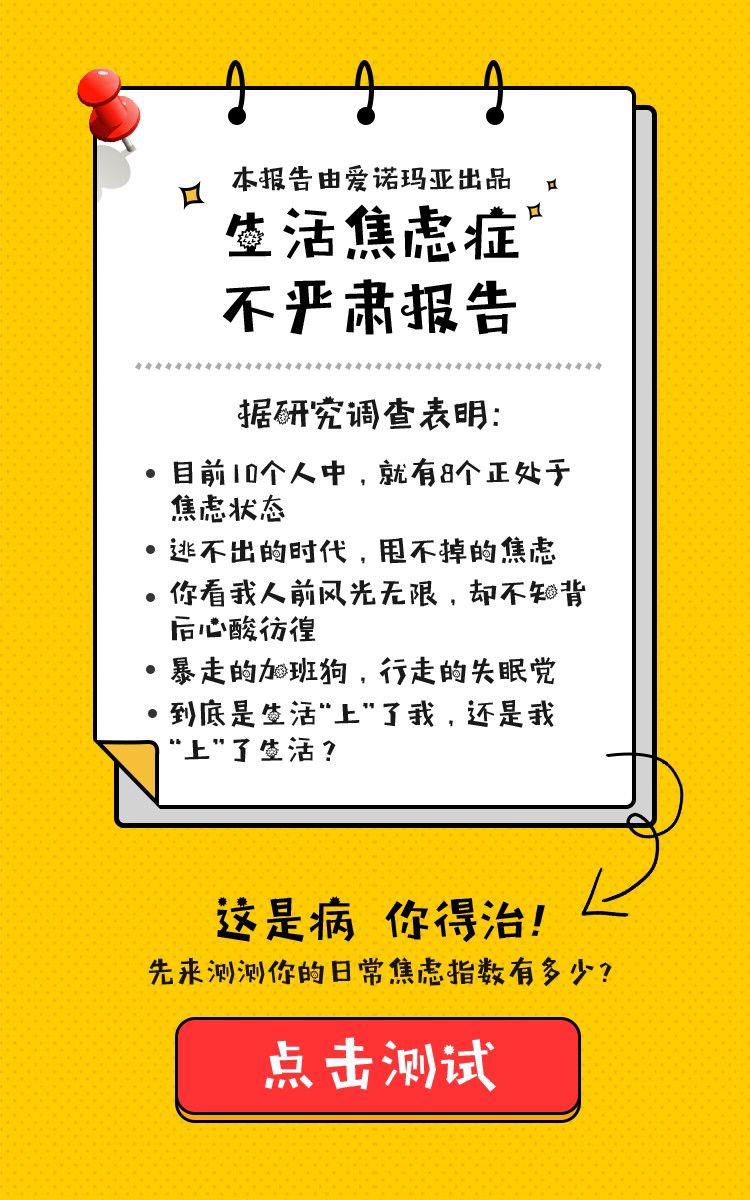 本报告由爱诺玛亚出品
生活焦虑症
不严肃报告
据研究调查表明:
• 目前10个人中，就有8个正处于
焦虑状态
• 逃不出的时代，甩不掉的焦虑
• 你看我人前风光无限，却不知背
后心酸彷徨
• 暴走的加班狗，行走的失眠党
• 到底是生活“上”了我，还是我
“上”了生活？
这是病 你得治!
先来测测你的日常焦虑指数有多少？
点击测试